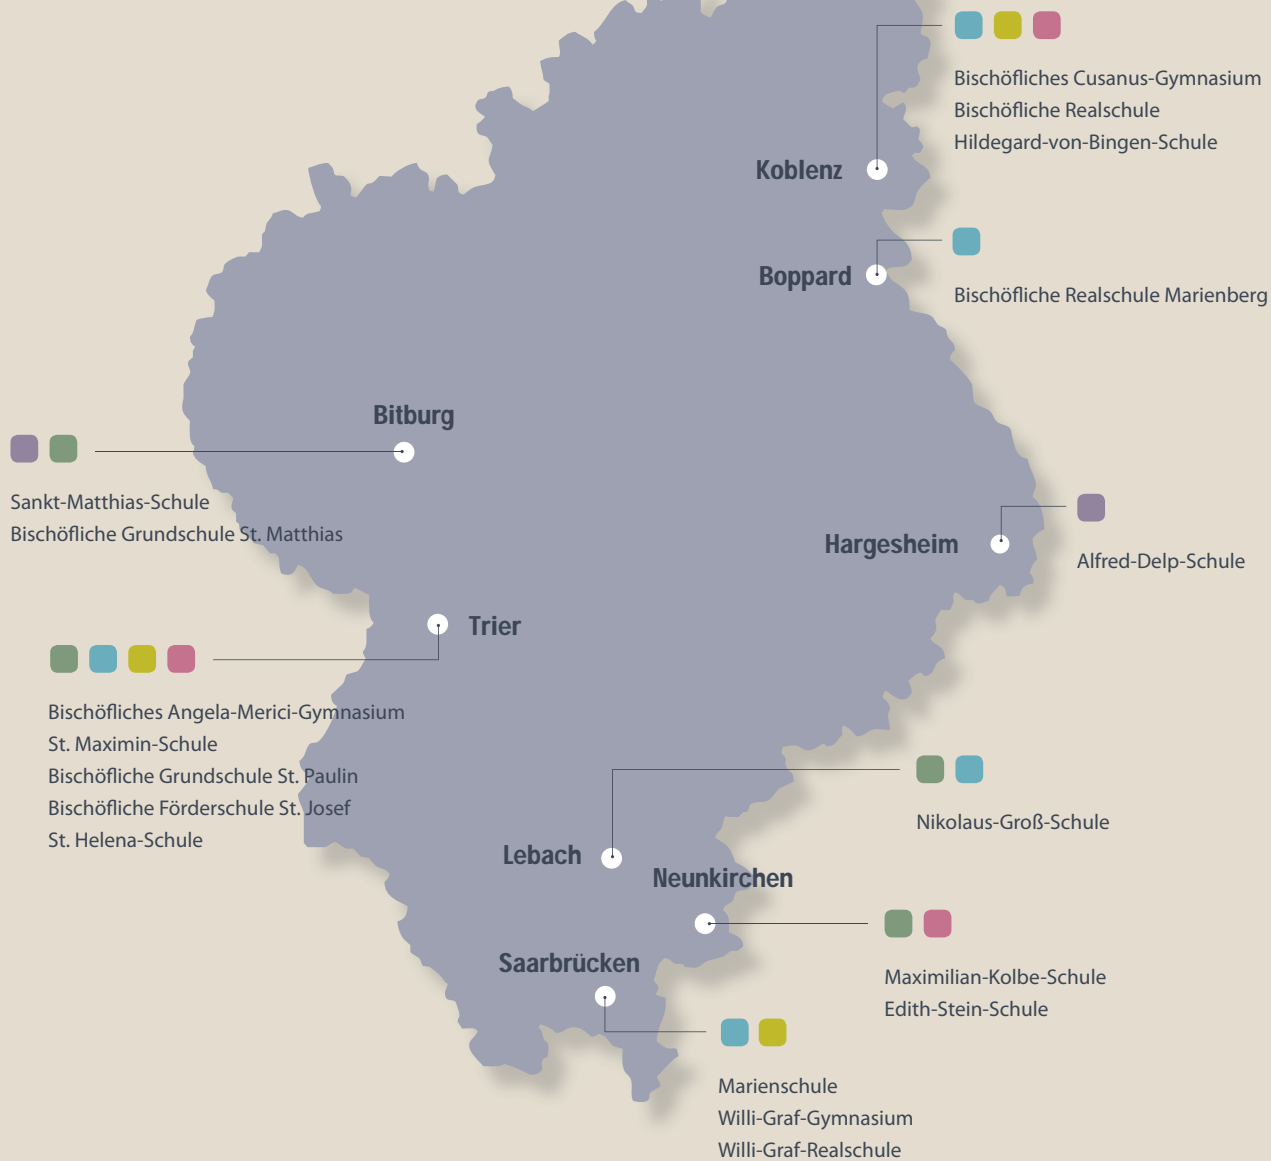 Bischöfliches Cusanus-Gymnasium
Bischöfliche Realschule
Hildegard-von-Bingen-Schule
Koblenz
Boppard
Bischöfliche Realschule Marienberg
Bitburg
Sankt-Matthias-Schule
Bischöfliche Grundschule St. Matthias
Hargesheim
Alfred-Delp-Schule
Trier
Bischöfliches Angela-Merici-Gymnasium
St. Maximin-Schule
Bischöfliche Grundschule St. Paulin
Bischöfliche Förderschule St. Josef
St. Helena-Schule
Nikolaus-Groß-Schule
Lebach
Neunkirchen
Maximilian-Kolbe-Schule
Edith-Stein-Schule
Saarbrücken
Marienschule
Willi-Graf-Gymnasium
Willi-Graf-Realschule